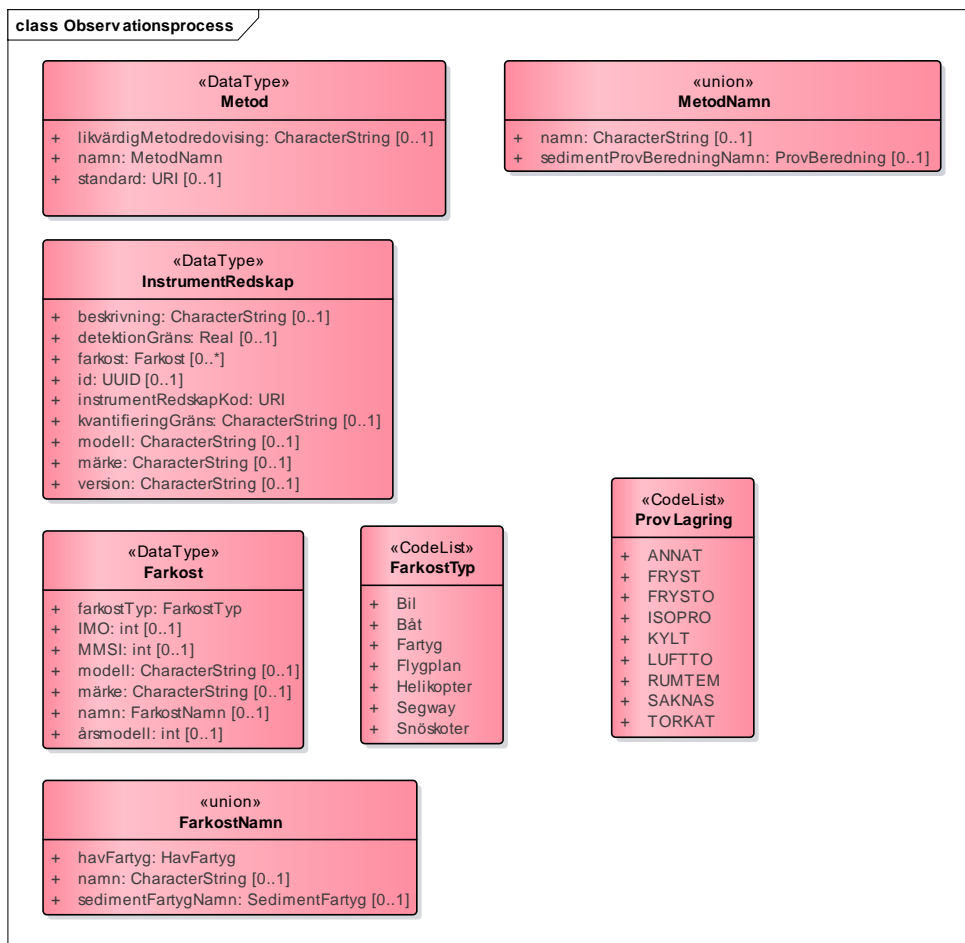 class Observationsprocess
«DataType»
Metod
+ likvärdigMetodredovising: CharacterString [0..1]
+ namn: MetodNamn
+ standard: URI [0..1]
«union»
MetodNamn
+ namn: CharacterString [0..1]
+ sedimentProvBeredningNamn: ProvBeredning [0..1]
«DataType»
InstrumentRedskap
+ beskrivning: CharacterString [0..1]
+ detektionGräns: Real [0..1]
+ farkost: Farkost [0..*]
+ id: UUID [0..1]
+ instrumentRedskapKod: URI
+ kvantifieringGräns: CharacterString [0..1]
+ modell: CharacterString [0..1]
+ märke: CharacterString [0..1]
+ version: CharacterString [0..1]
«DataType»
Farkost
+ farkostTyp: FarkostTyp
+ IMO: int [0..1]
+ MMSI: int [0..1]
+ modell: CharacterString [0..1]
+ märke: CharacterString [0..1]
+ namn: FarkostNamn [0..1]
+ årsmodell: int [0..1]
«CodeList»
FarkostTyp
+ Bil
+ Båt
+ Fartyg
+ Flygplan
+ Helikopter
+ Segway
+ Snöskoter
«CodeList»
ProvLagring
+ ANNAT
+ FRYST
+ FRYSTO
+ ISOPRO
+ KYLT
+ LUFTTO
+ RUMTEM
+ SAKNAS
+ TORKAT
«union»
FarkostNamn
+ havFartyg: HavFartyg
+ namn: CharacterString [0..1]
+ sedimentFartygNamn: SedimentFartyg [0..1]